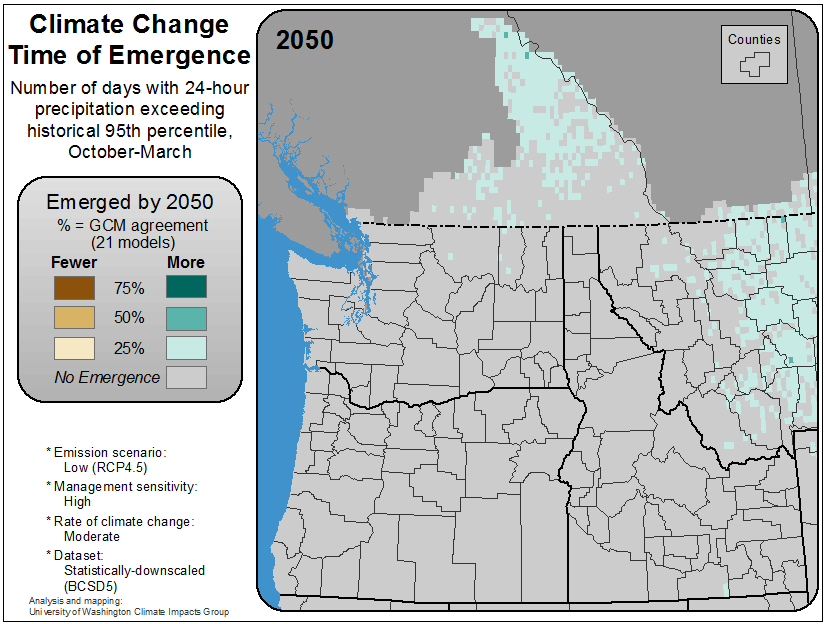 Climate Change
Time of Emergence
Number of days with 24-hour
precipitation exceeding
historical 95th percentile,
October-March
Emerged by 2050
% = GCM agreement
(21 models)
Fewer More
75%
50%
25%
No Emergence
* Emission scenario:
Low (RCP4.5)
* Management sensitivity:
High
* Rate of climate change:
Moderate
* Dataset:
Statistically-downscaled
(BCSD5)
Analysis and mapping:
University of Washington Climate Impacts Group
2050
Counties